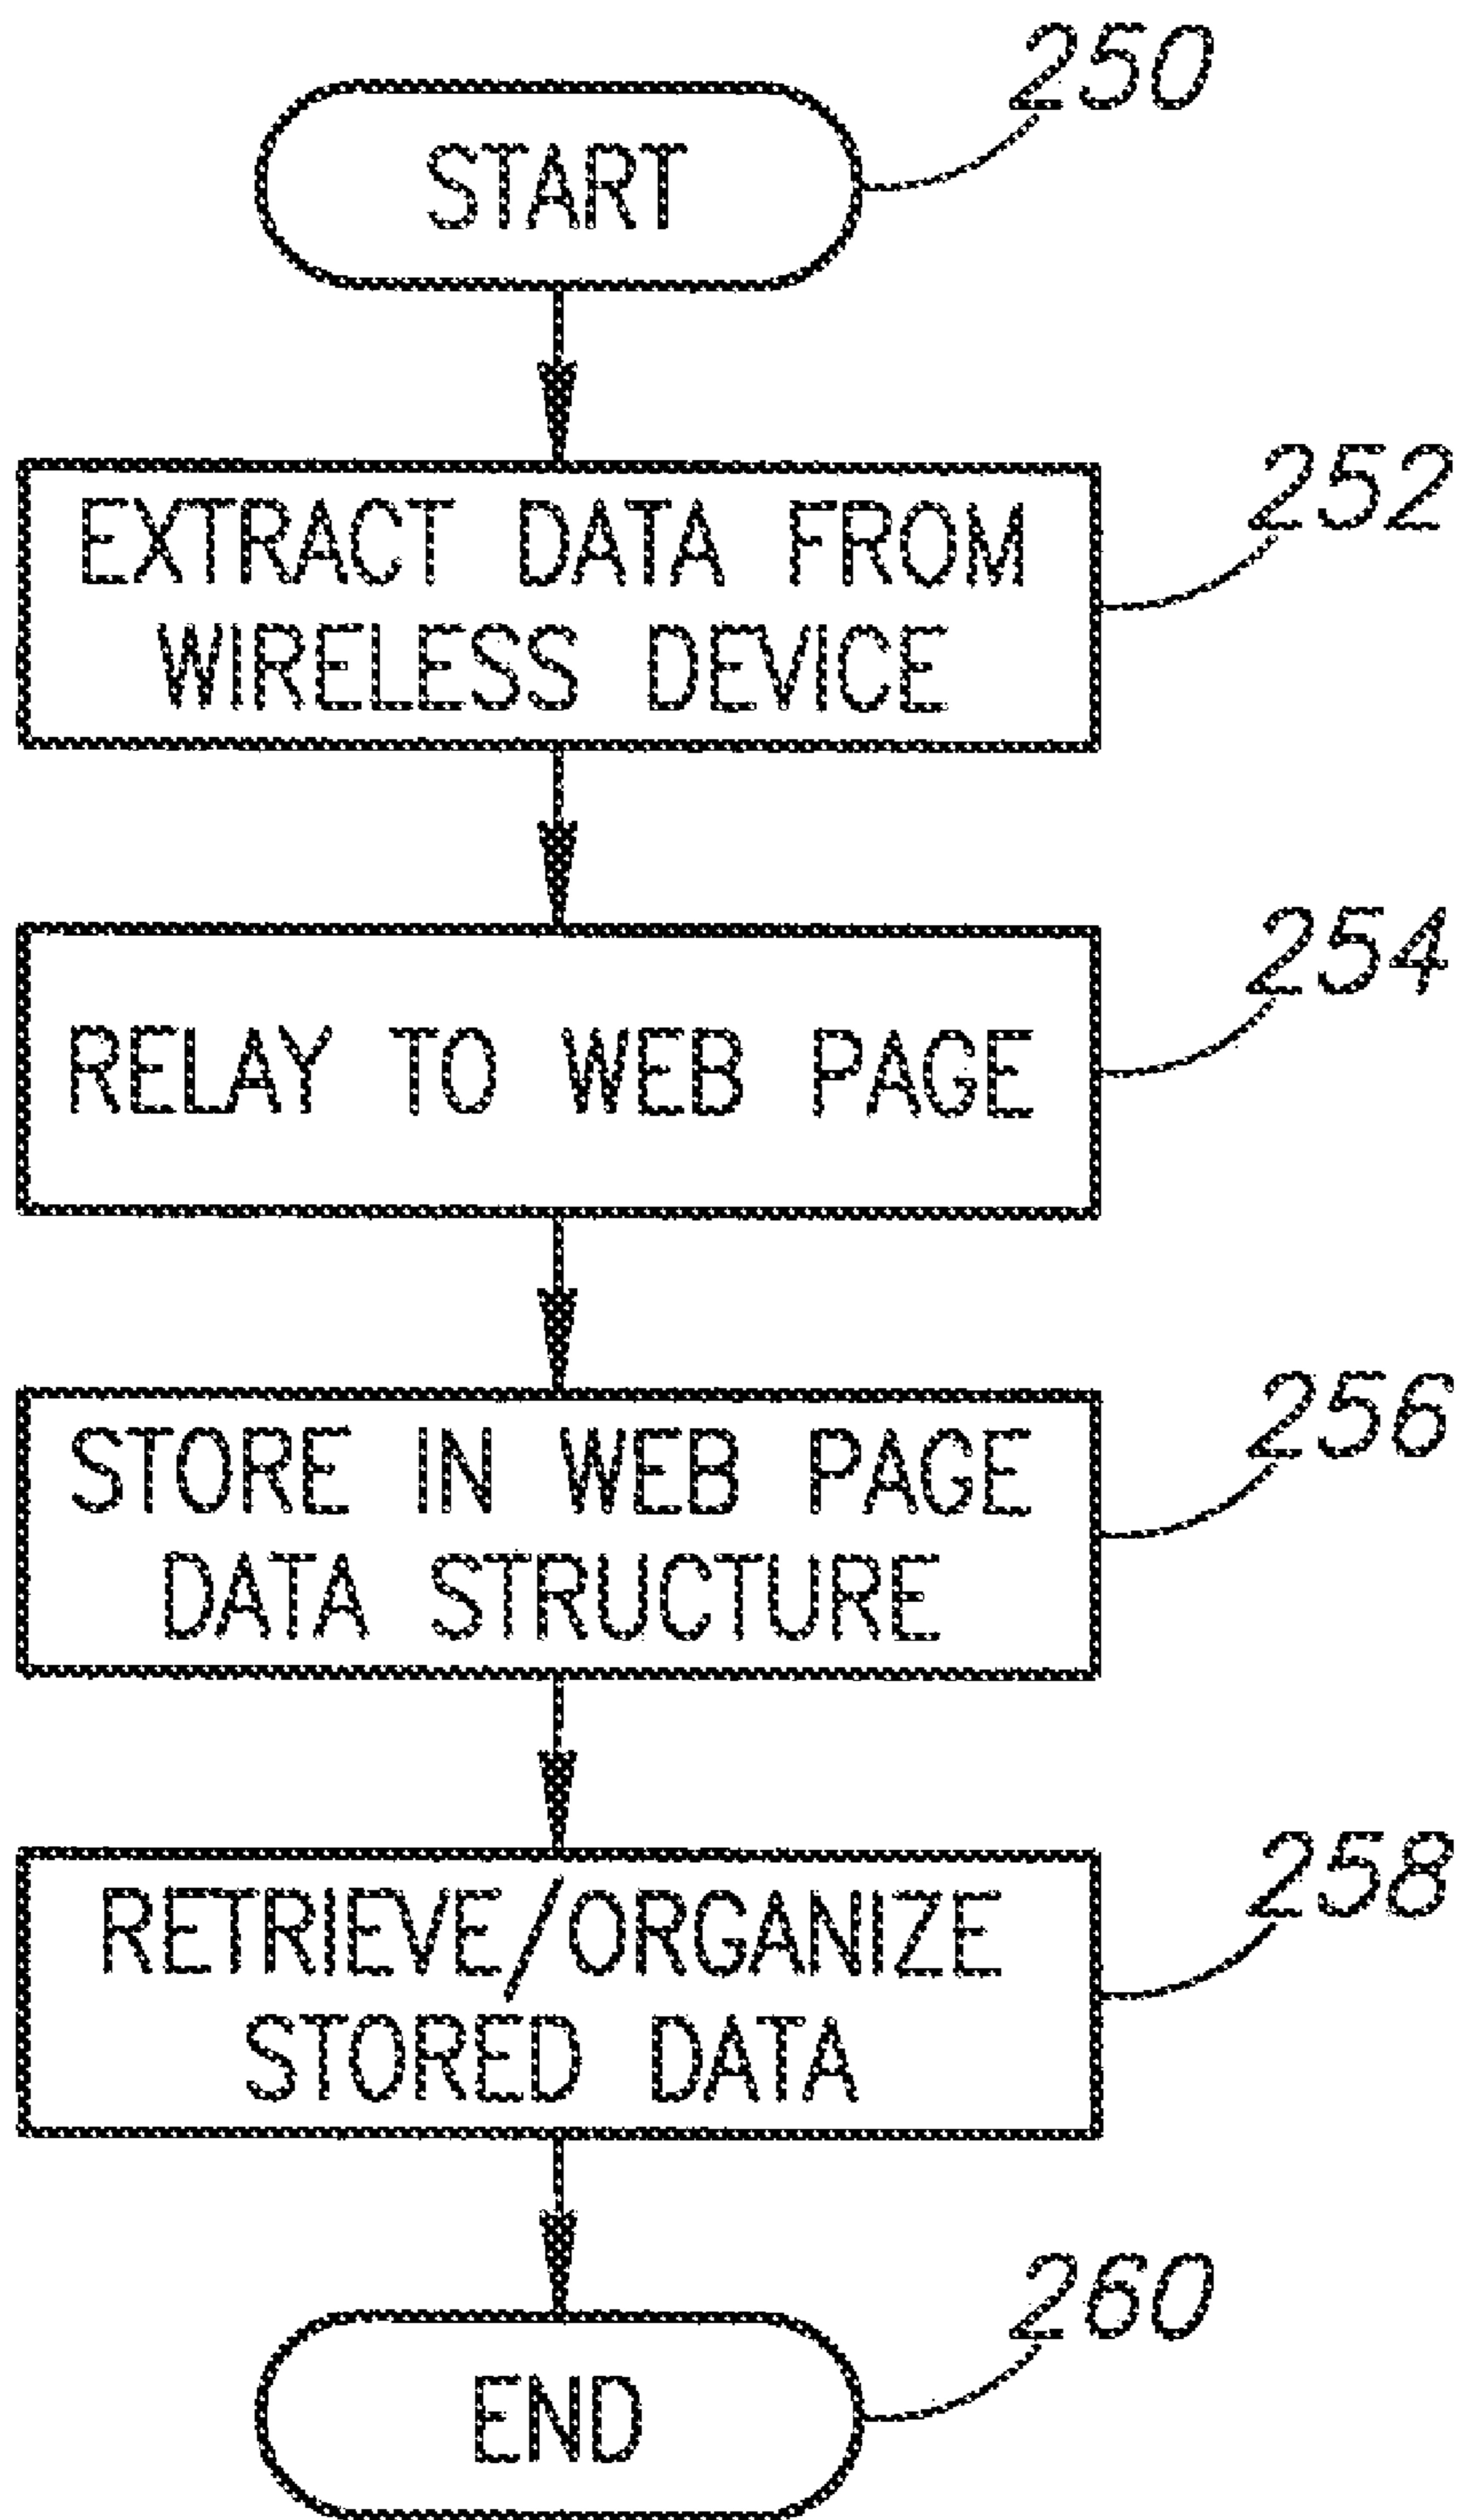 250
START
252
EXTRACT DATA FROM
WIRELESS DEVICE
254
RELAY TO WEB PAGE
256
STORE IN WEB PAGE
DATA STRUCTURE
258
RETRIEVE/ORGANIZE
STORED DATA
260
END